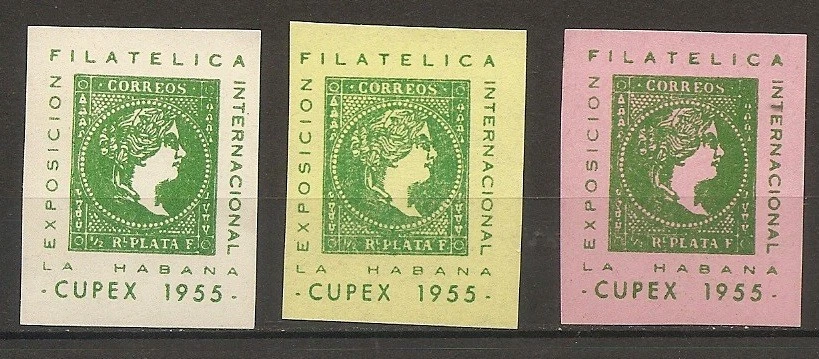 FILATELICA
EXPOSICION
INTERNACIONAL
CORREOS
½ Rl PLATA F.
LA HABANA
- CUPEX 1955 -
FILATELICA
EXPOSICION
INTERNACIONAL
CORREOS
½ Rl PLATA F.
LA HABANA
- CUPEX 1955 -
FILATELICA
EXPOSICION
INTERNACIONAL
CORREOS
½ Rl PLATA F.
LA HABANA
- CUPEX 1955 -